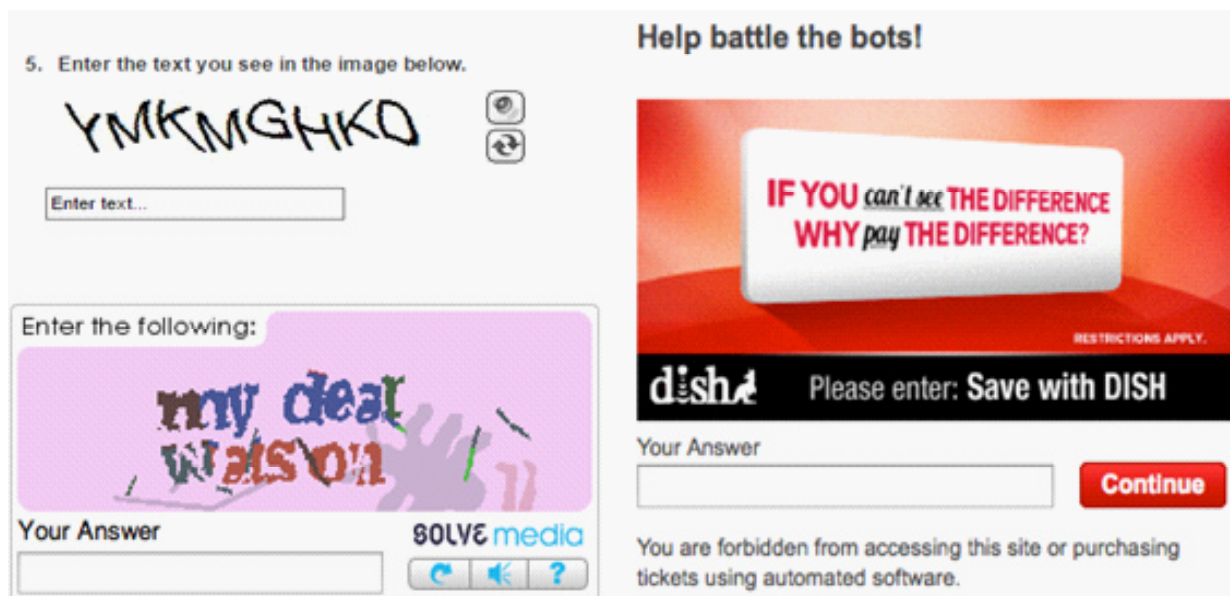 5. Enter the text you see in the image below.
YMKMGHKD
Enter text...
Enter the following:
my dear
watson
Your Answer
SOLVE media
?
Help battle the bots!
IF YOU can't see THE DIFFERENCE
WHY pay THE DIFFERENCE?
RESTRICTIONS APPLY.
dish Please enter: Save with DISH
Your Answer
Continue
You are forbidden from accessing this site or purchasing
tickets using automated software.